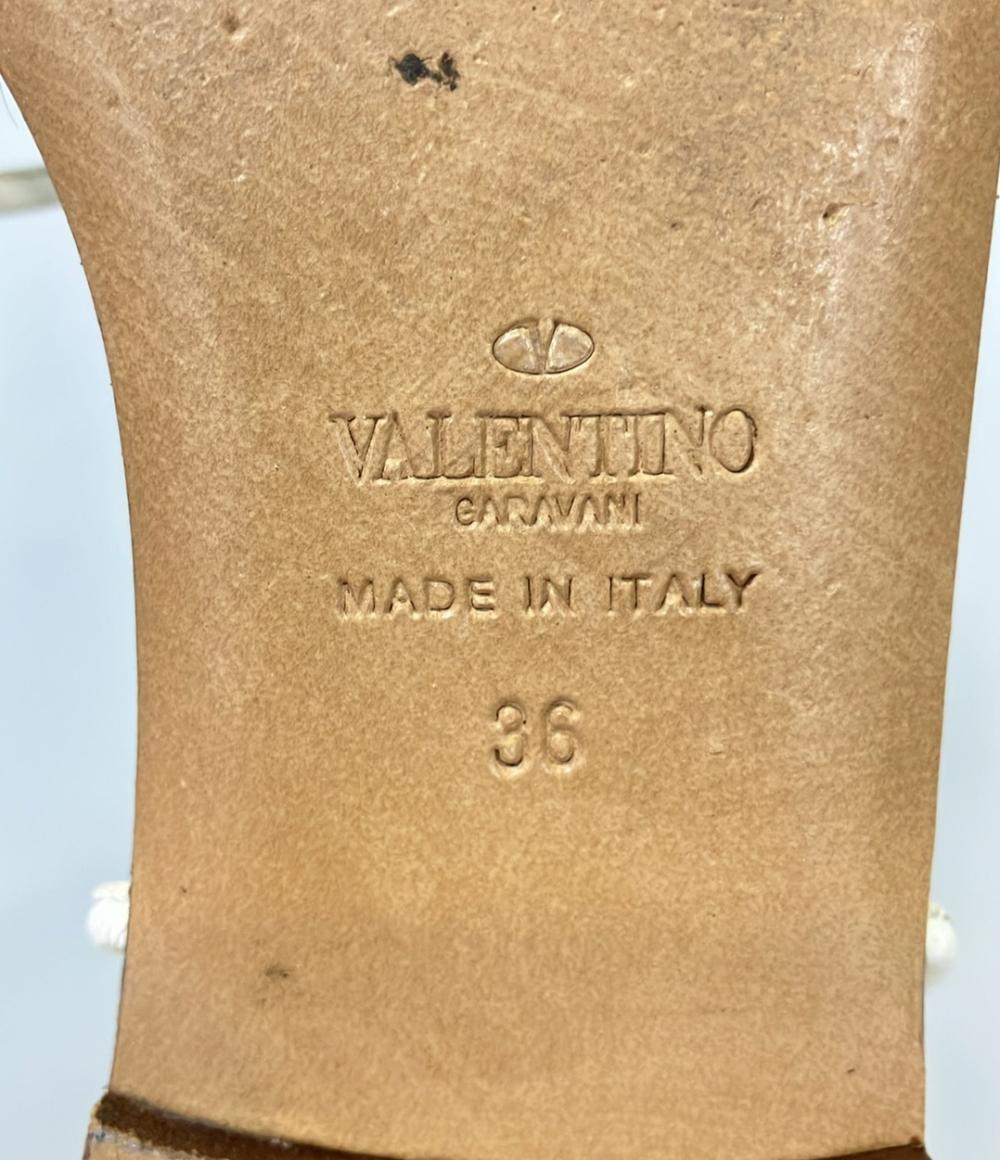 V
VALENTINO
GARAVANI
MADE IN ITALY
36